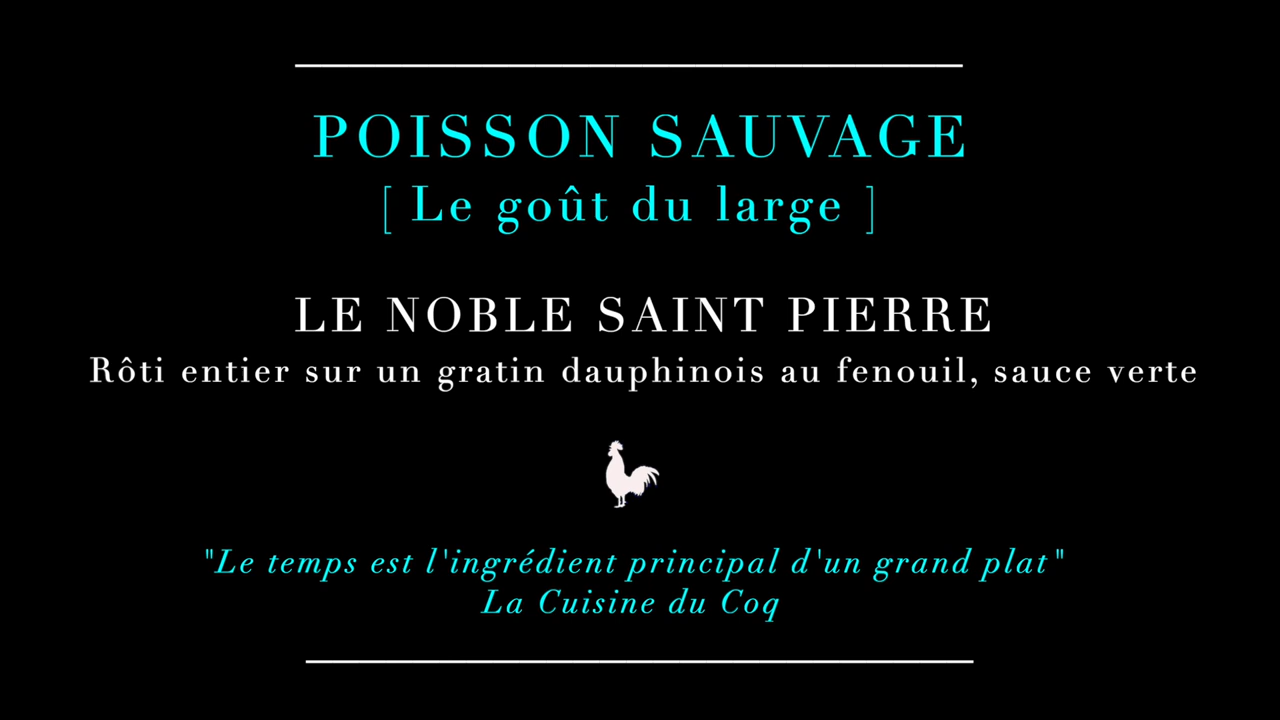 POISSON SAUVAGE
[ Le goût du large ]
LE NOBLE SAINT PIERRE
Rôti entier sur un gratin dauphinois au fenouil, sauce verte
"Le temps est l'ingrédient principal d'un grand plat"
La Cuisine du Coq